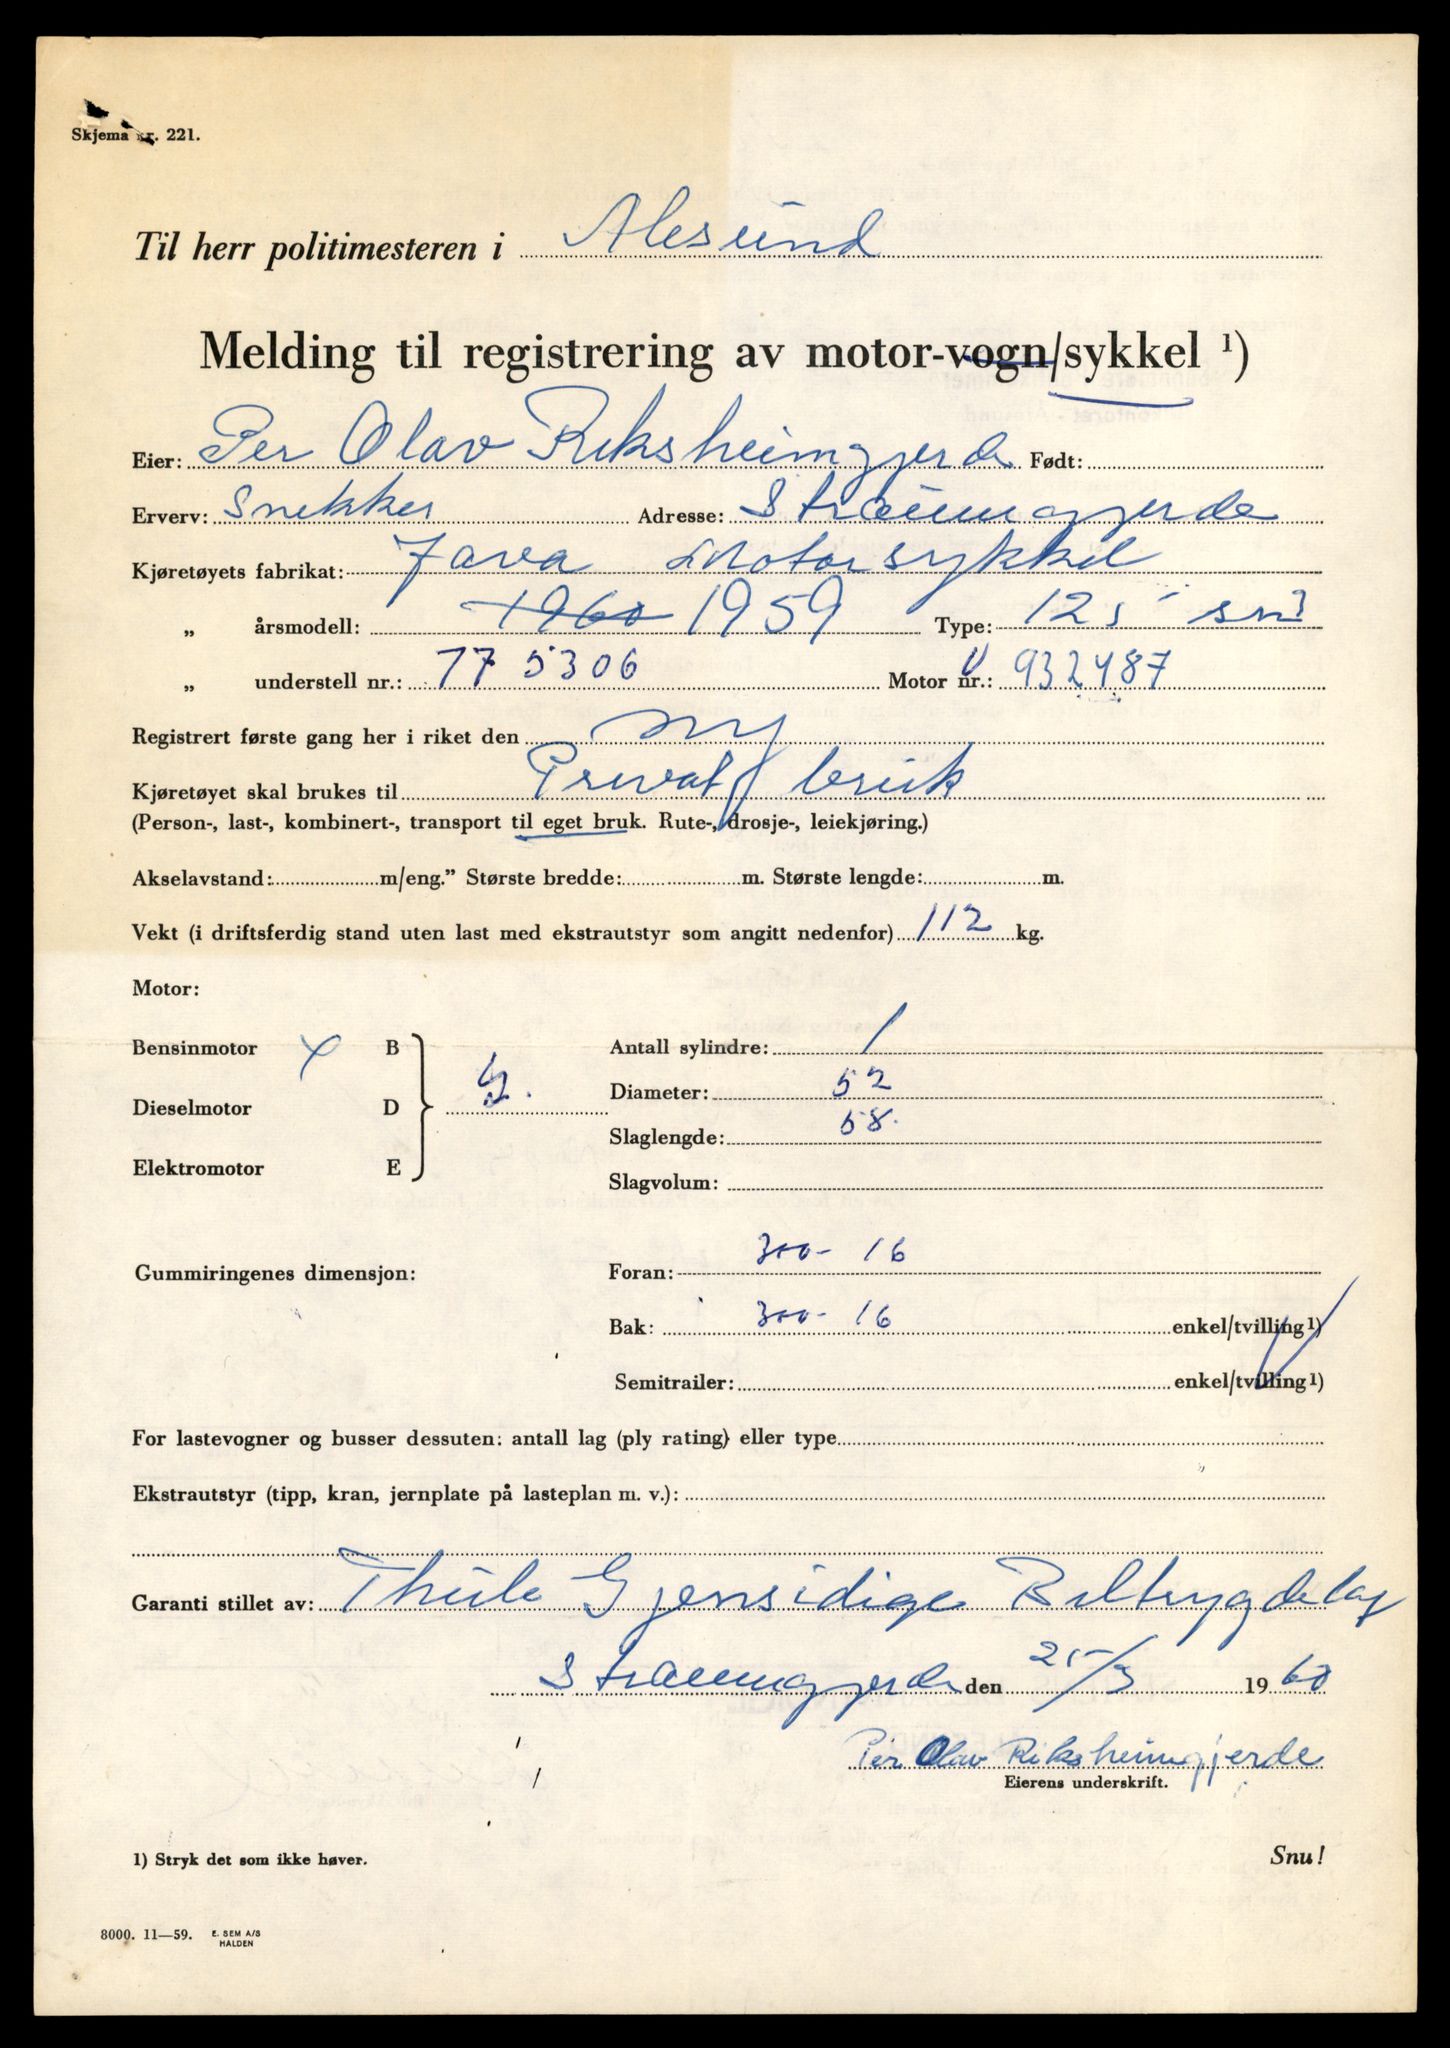 Skjema nr. 221.
Til herr politimesteren i Ålesund
Melding til registrering av motor-vogn/sykkel 1)
Eier: Per Olav Riksheimgjerde Født:
Erverv: Snekker Adresse: Straumgjerde
Kjøretøyets fabrikat: Java Motorsykkel
„ årsmodell: 1960 1959 Type: 125 sm3
„ understell nr.: 775306 Motor nr.: 932487
Registrert første gang her i riket den ny
Kjøretøyet skal brukes til Privat bruk
(Person-, last-, kombinert-, transport til eget bruk. Rute-, drosje-, leiekjøring.)
Akselavstand: m/eng.” Største bredde: m. Største lengde: m.
Vekt (i driftsferdig stand uten last med ekstrautstyr som angitt nedenfor) 112 kg.
Motor:
Bensinmotor x B Antall sylindre: 1
Diameter: 52
Dieselmotor D
Slaglengde: 58.
Elektromotor E
Slagvolum:
Gummiringenes dimensjon: Foran: 300-16
Bak: 300-16 enkel/tvilling 1)
Semitrailer: enkel/tvilling 1)
For lastevogner og busser dessuten: antall lag (ply rating) eller type
Ekstrautstyr (tipp, kran, jernplate på lasteplan m. v.):
Garanti stillet av: Thule Gjensidige Biltrygdelag
Straumgjerde den 25/3 1960
Per Olav Riksheimgjerde
Eierens underskrift.
1) Stryk det som ikke høver. Snu!
8000. 11—59. E. SEM A/S
HALDEN